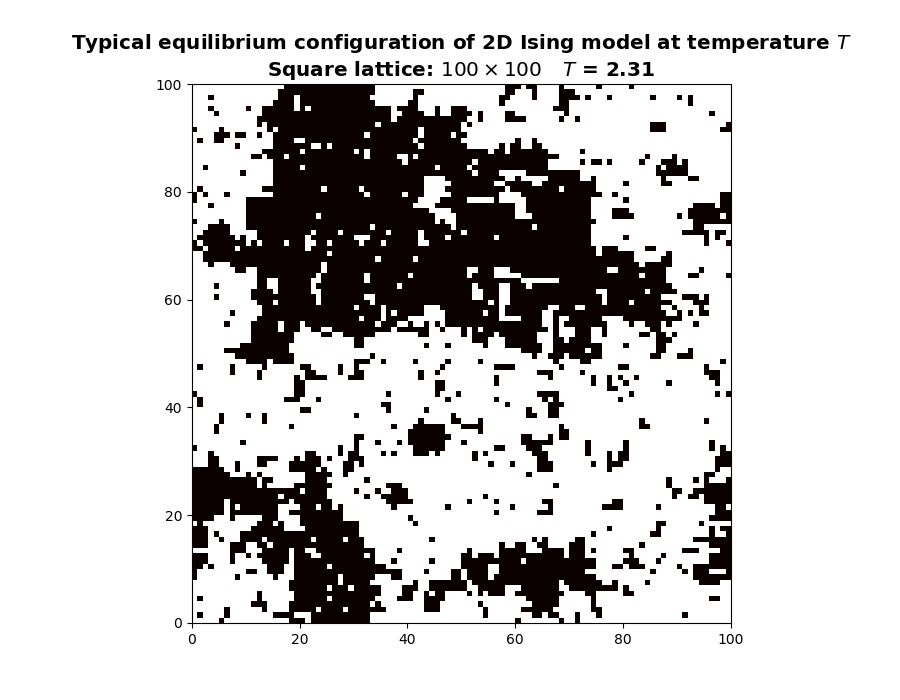 Typical equilibrium configuration of 2D Ising model at temperature T
Square lattice: 100 × 100 T = 2.31
100
80
60
40
20
0
0 20 40 60 80 100